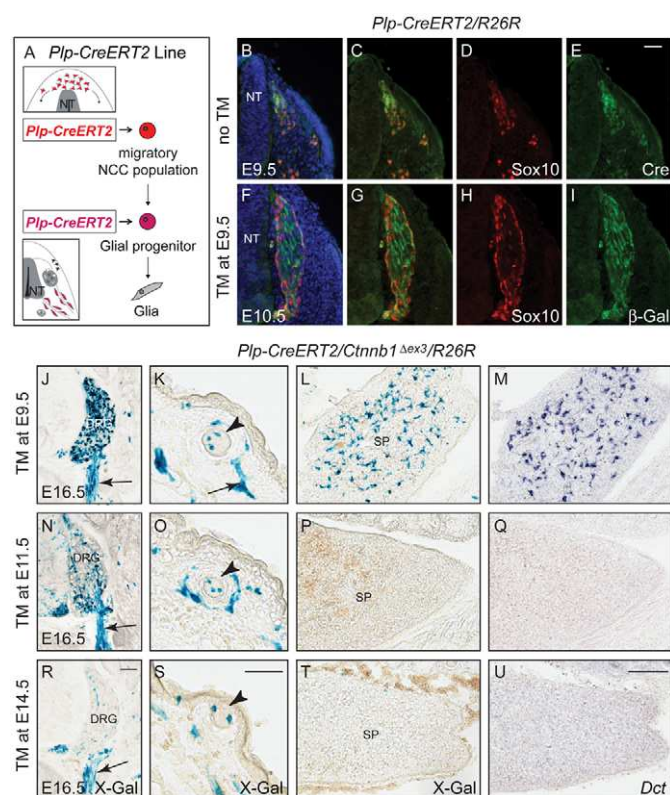 Plp-CreERT2/R26R
A Plp-CreERT2 Line
NT
Plp-CreERT2
migratory
NCC population
Plp-CreERT2
Glial progenitor
NT
Glia
no TM
B C D E
NT
E9.5 Sox10 Cre
TM at E9.5
F G H I
NT
E10.5 Sox10 β-Gal
Plp-CreERT2/Ctnnb1Δex3/R26R
TM at E9.5
J K L M
DRG SP
E16.5
TM at E11.5
N O P Q
DRG SP
E16.5
TM at E14.5
R S T U
DRG SP
E16.5 X-Gal X-Gal X-Gal Dct